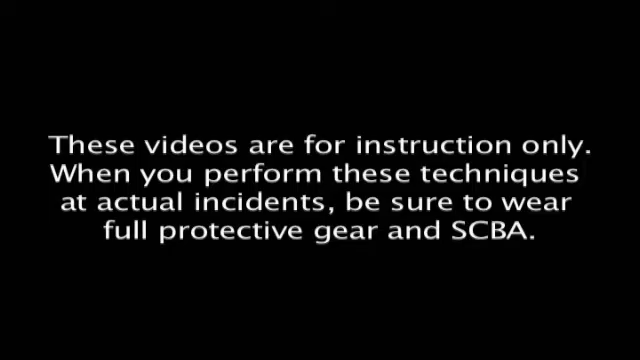 These videos are for instruction only.
When you perform these techniques
at actual incidents, be sure to wear
full protective gear and SCBA.